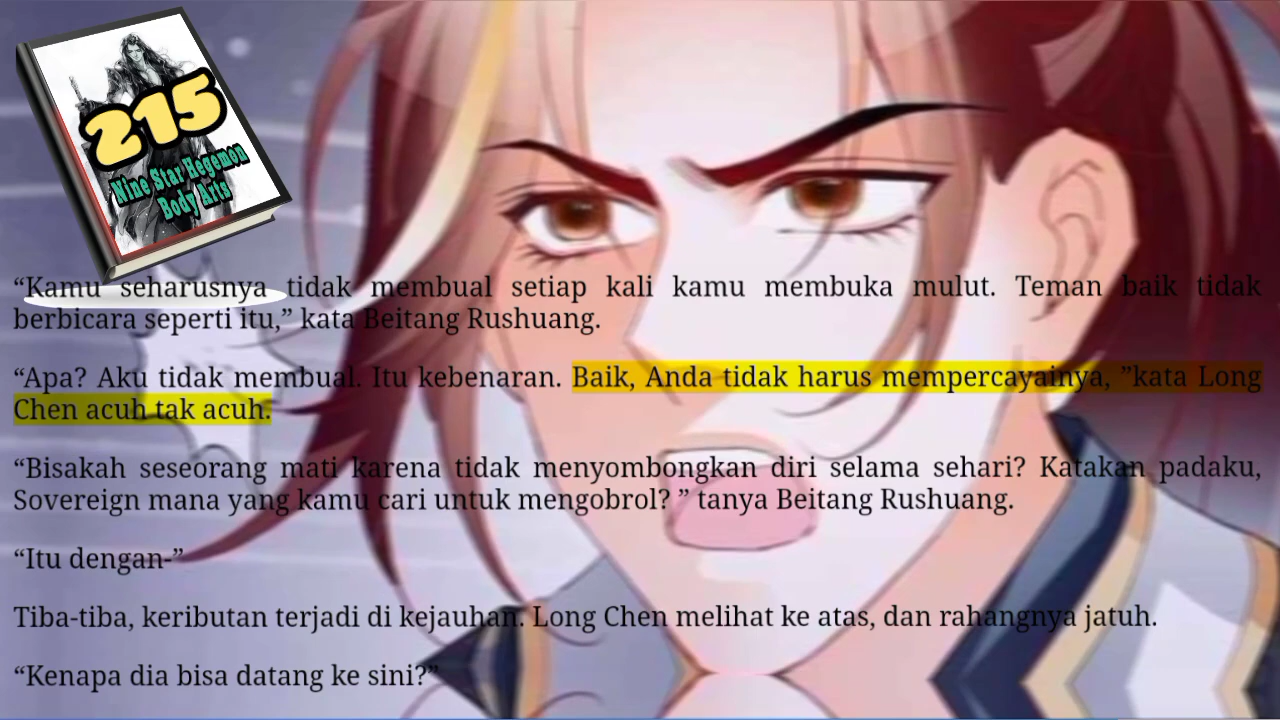 215
Nine Star Hegemon
Body Arts
“Kamu seharusnya tidak membual setiap kali kamu membuka mulut. Teman baik tidak
berbicara seperti itu,” kata Beitang Rushuang.
“Apa? Aku tidak membual. Itu kebenaran. Baik, Anda tidak harus mempercayainya, ”kata Long
Chen acuh tak acuh.
“Bisakah seseorang mati karena tidak menyombongkan diri selama sehari? Katakan padaku,
Sovereign mana yang kamu cari untuk mengobrol? ” tanya Beitang Rushuang.
“Itu dengan-”
Tiba-tiba, keributan terjadi di kejauhan. Long Chen melihat ke atas, dan rahangnya jatuh.
“Kenapa dia bisa datang ke sini?”